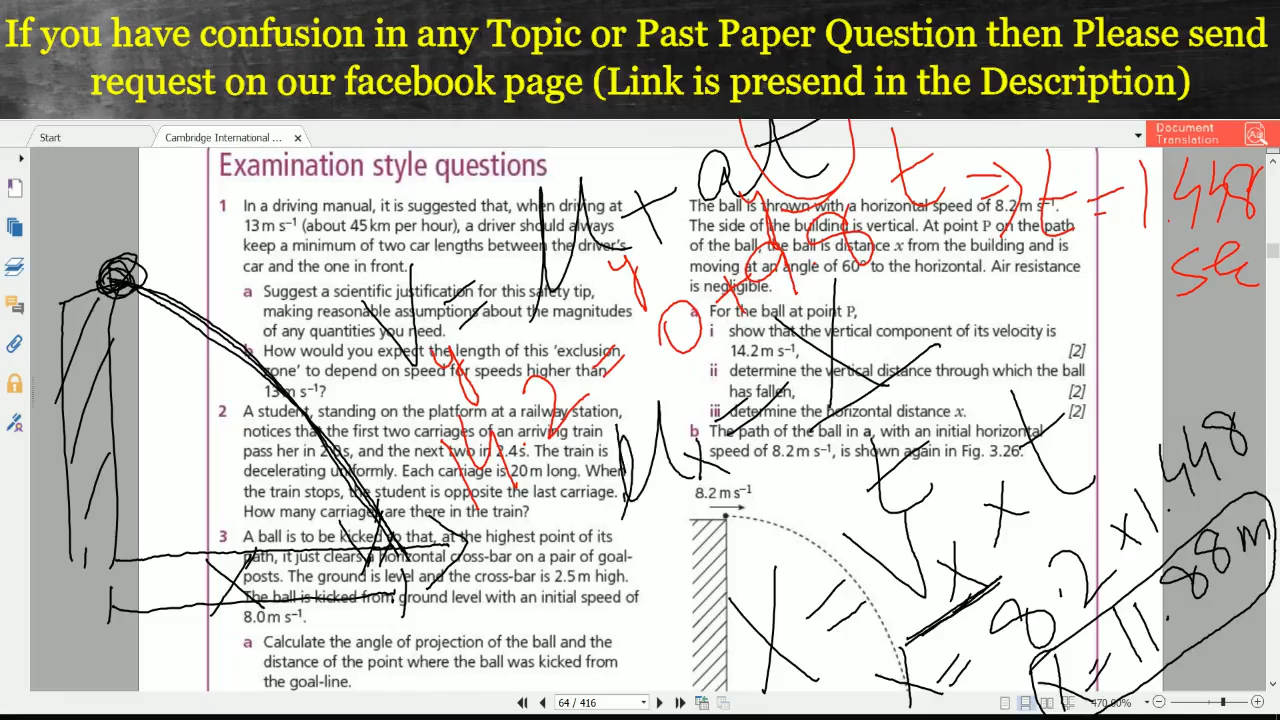 If you have confusion in any Topic or Past Paper Question then Please send
request on our facebook page (Link is presend in the Description)
Start
Cambridge International ...
Document
Translation
Examination style questions
1 In a driving manual, it is suggested that, when driving at
13 m s⁻¹ (about 45 km per hour), a driver should always
keep a minimum of two car lengths between the driver's
car and the one in front.
a Suggest a scientific justification for this safety tip,
making reasonable assumptions about the magnitudes
of any quantities you need.
b How would you expect the length of this 'exclusion
zone' to depend on speed for speeds higher than
13 m s⁻¹?
2 A student, standing on the platform at a railway station,
notices that the first two carriages of an arriving train
pass her in 2.0 s, and the next two in 2.4 s. The train is
decelerating uniformly. Each carriage is 20 m long. When
the train stops, the student is opposite the last carriage.
How many carriages are there in the train?
3 A ball is to be kicked so that, at the highest point of its
path, it just clears a horizontal cross-bar on a pair of goal-
posts. The ground is level and the cross-bar is 2.5 m high.
The ball is kicked from ground level with an initial speed of
8.0 m s⁻¹.
a Calculate the angle of projection of the ball and the
distance of the point where the ball was kicked from
the goal-line.
The ball is thrown with a horizontal speed of 8.2 m s⁻¹.
The side of the building is vertical. At point P on the path
of the ball, the ball is distance x from the building and is
moving at an angle of 60° to the horizontal. Air resistance
is negligible.
a For the ball at point P,
i show that the vertical component of its velocity is
14.2 m s⁻¹, [2]
ii determine the vertical distance through which the ball
has fallen, [2]
iii determine the horizontal distance x. [2]
b The path of the ball in a, with an initial horizontal
speed of 8.2 m s⁻¹, is shown again in Fig. 3.26.
8.2 m s⁻¹
Vy = Uy + at
14.2 = 0 + 9.8 t ⇒ t = 1.448
sec
Ux = X
t
X = Vx × t
x = 8.2 × 1.448
x = 11.88 m
X
64 / 416
470.00%